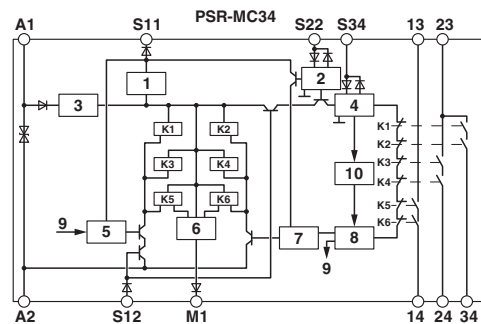 PSR-MC34
A1 S11 S22 S34 13 23
1
2
3
4
K1 K2
K1
K3 K4
K2
10
K3
K5 K6
K4
9 5
6
7
8
K5
K6
9
A2 S12 M1 14 24 34